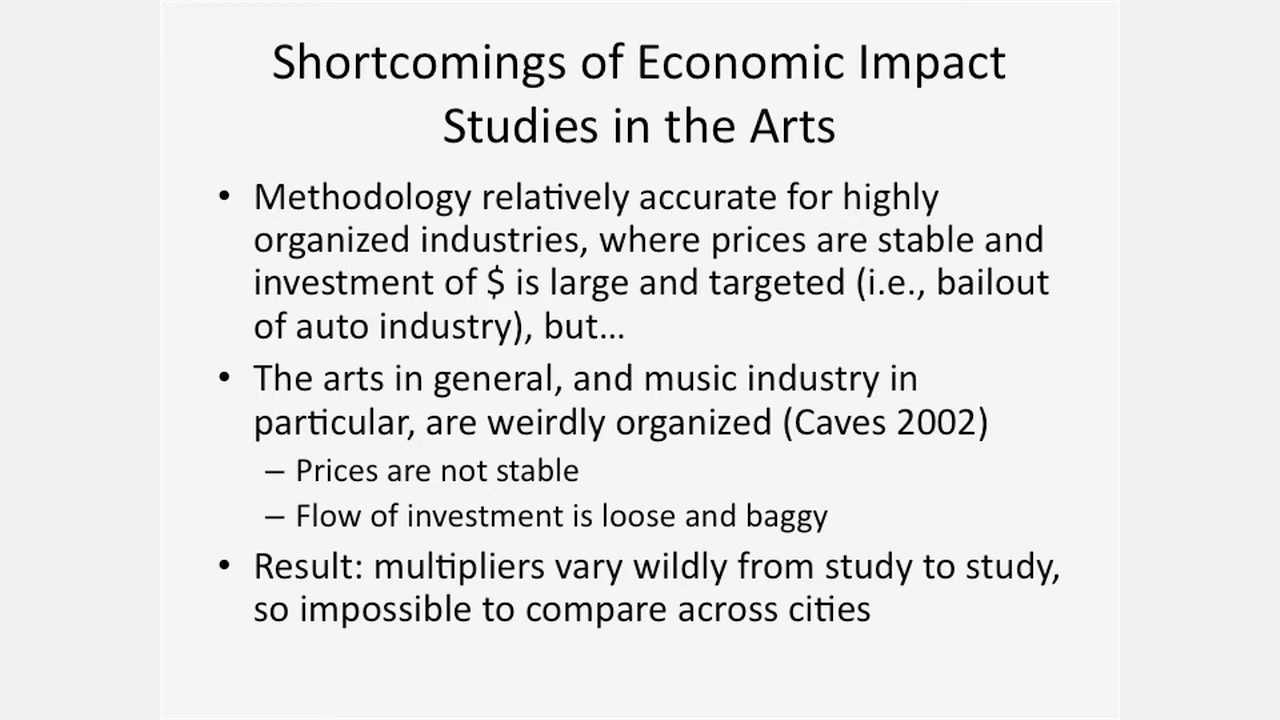 Shortcomings of Economic Impact
Studies in the Arts
• Methodology relatively accurate for highly
organized industries, where prices are stable and
investment of $ is large and targeted (i.e., bailout
of auto industry), but…
• The arts in general, and music industry in
particular, are weirdly organized (Caves 2002)
– Prices are not stable
– Flow of investment is loose and baggy
• Result: multipliers vary wildly from study to study,
so impossible to compare across cities